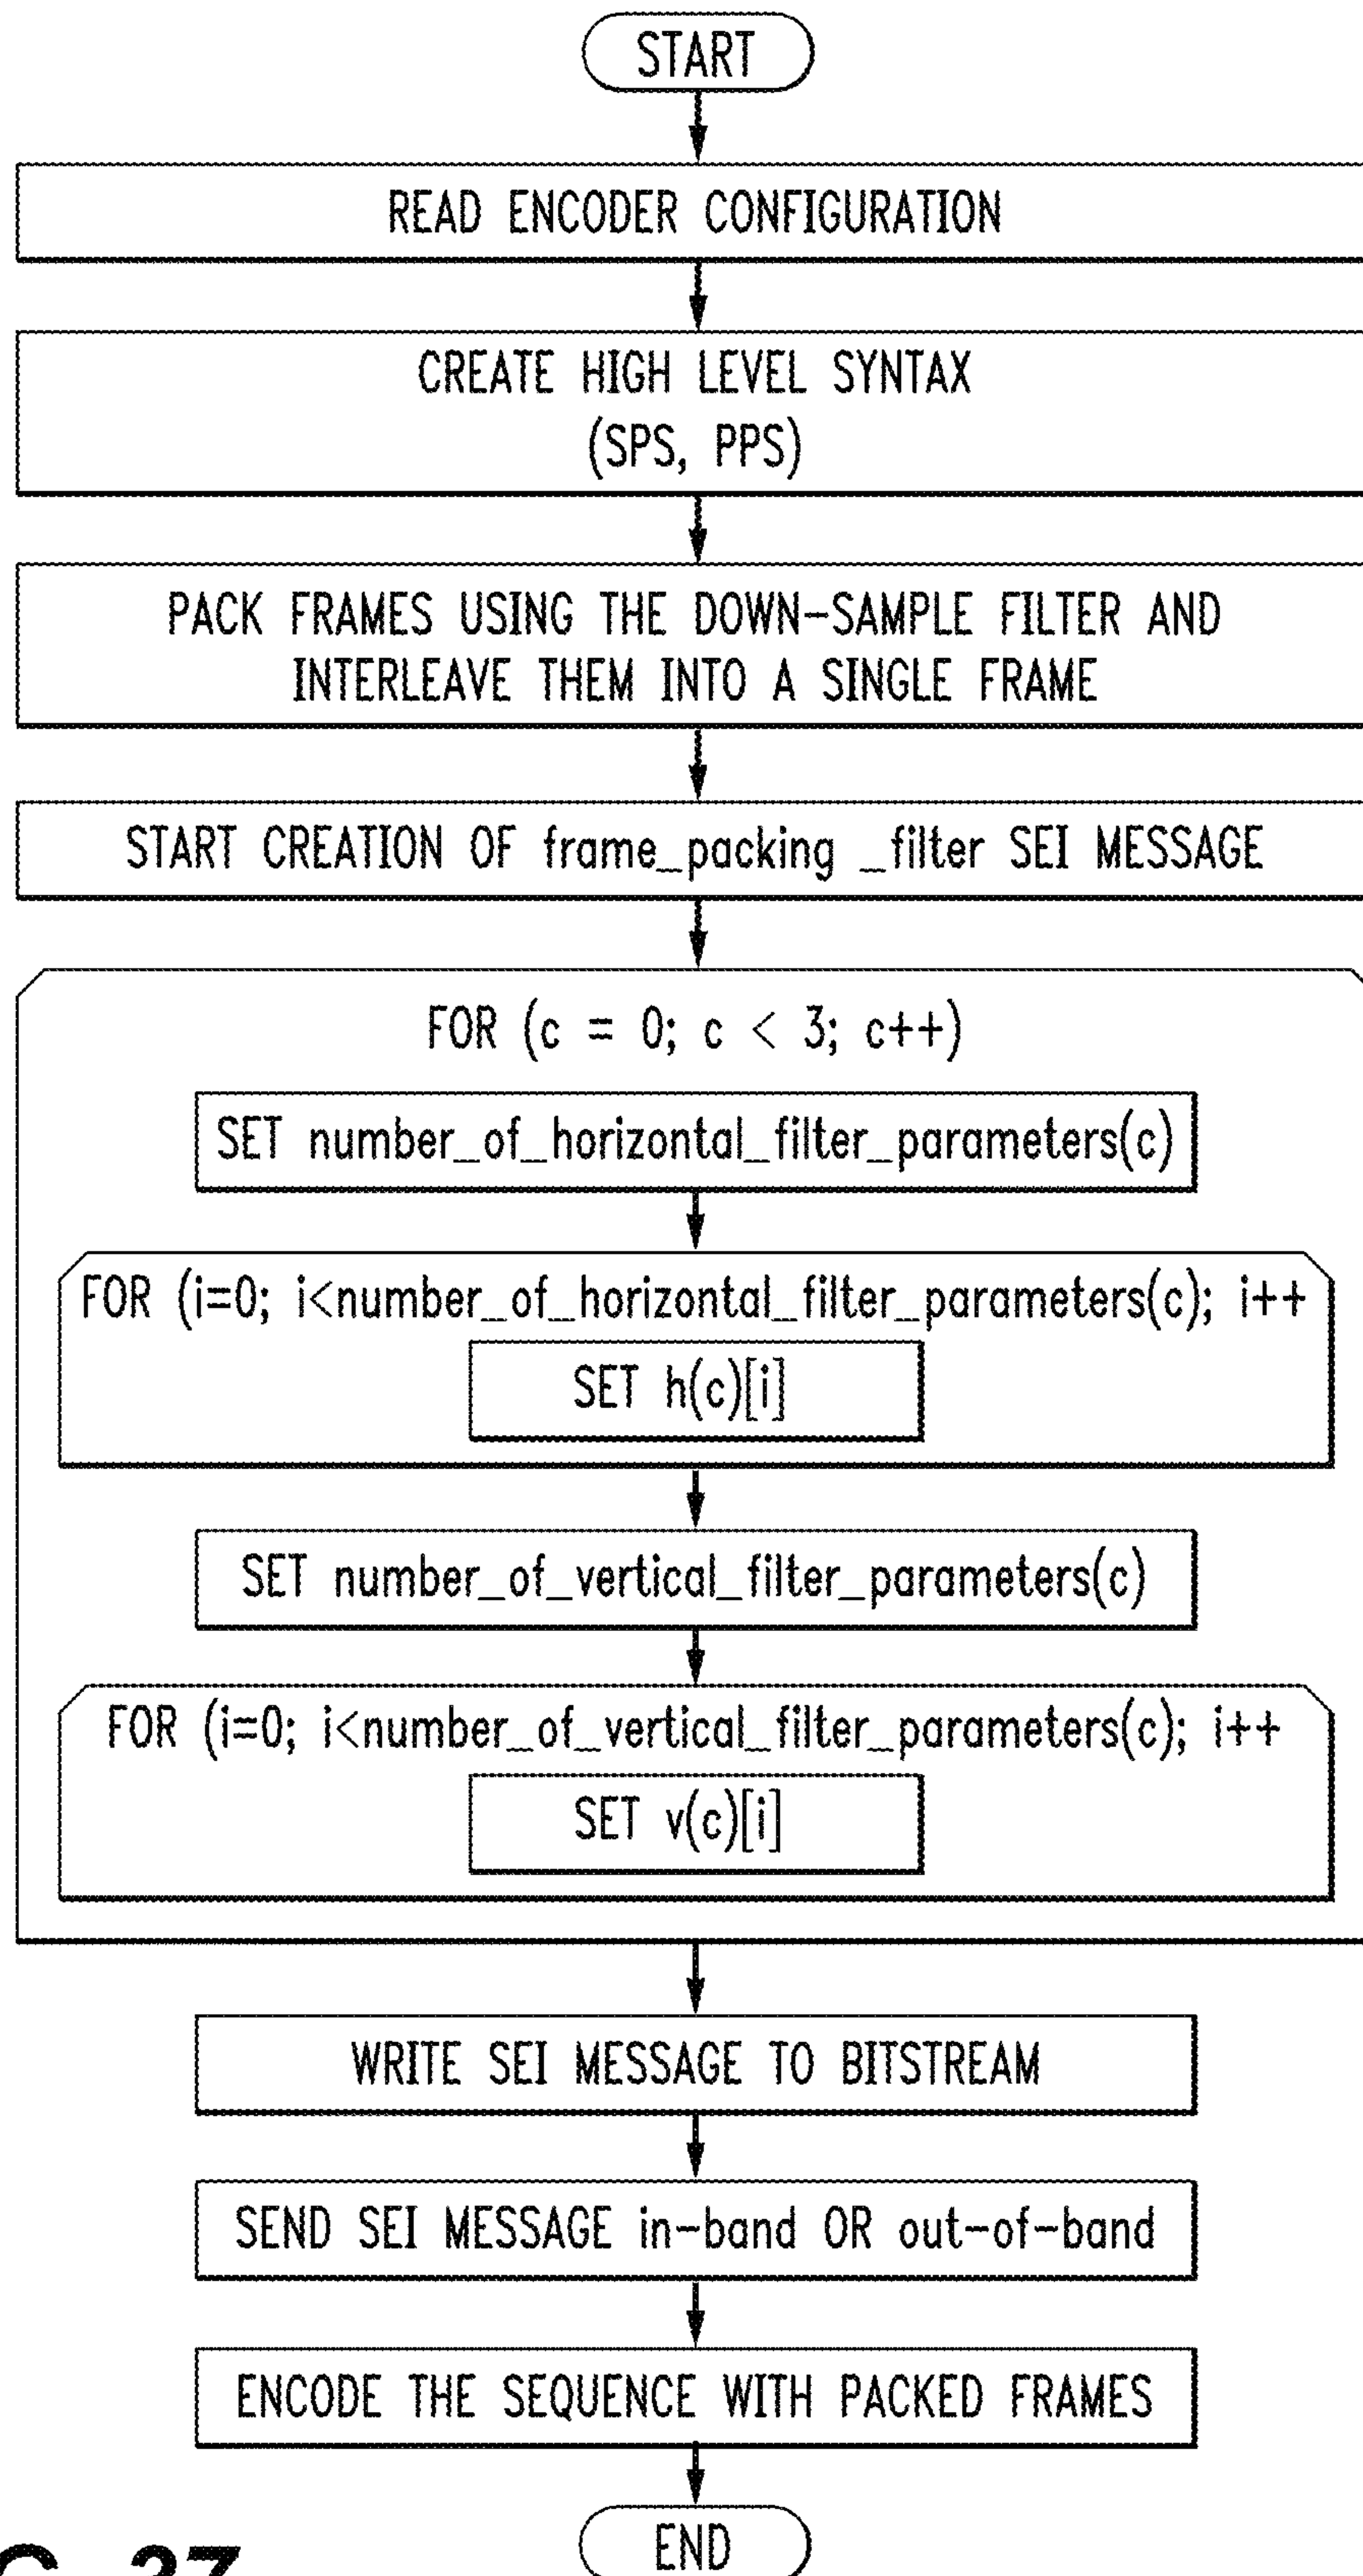 START
READ ENCODER CONFIGURATION
CREATE HIGH LEVEL SYNTAX
(SPS, PPS)
PACK FRAMES USING THE DOWN-SAMPLE FILTER AND
INTERLEAVE THEM INTO A SINGLE FRAME
START CREATION OF frame_packing _filter SEI MESSAGE
FOR (c = 0; c < 3; c++)
SET number_of_horizontal_filter_parameters(c)
FOR (i=0; i<number_of_horizontal_filter_parameters(c); i++
SET h(c)[i]
SET number_of_vertical_filter_parameters(c)
FOR (i=0; i<number_of_vertical_filter_parameters(c); i++
SET v(c)[i]
WRITE SEI MESSAGE TO BITSTREAM
SEND SEI MESSAGE in-band OR out-of-band
ENCODE THE SEQUENCE WITH PACKED FRAMES
END